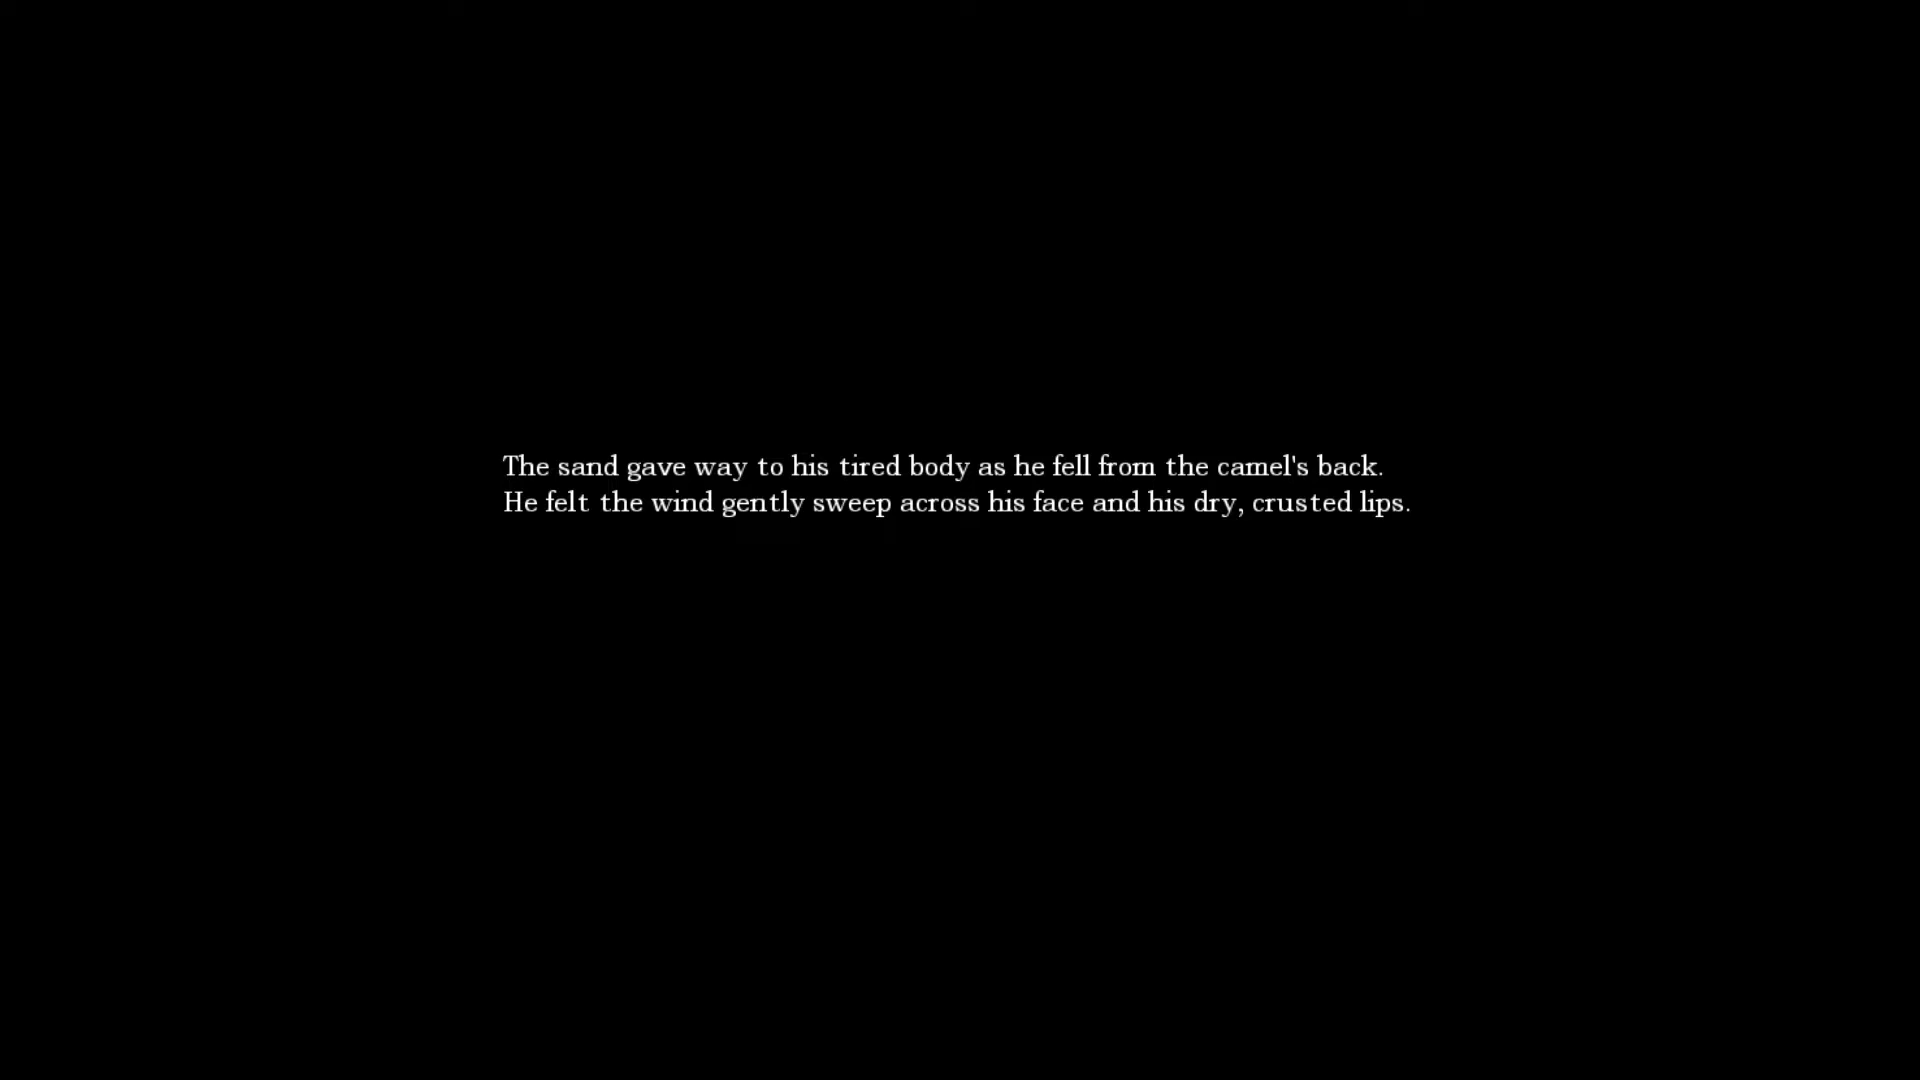 The sand gave way to his tired body as he fell from the camel's back.
He felt the wind gently sweep across his face and his dry, crusted lips.